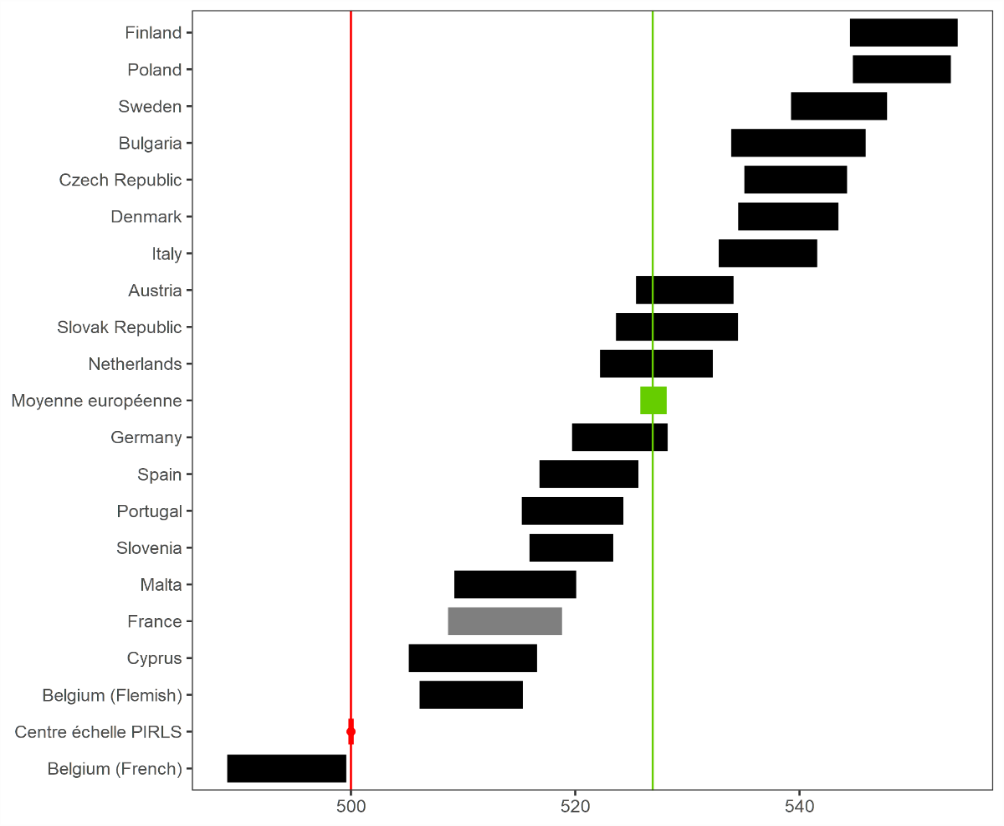 Finland
Poland
Sweden
Bulgaria
Czech Republic
Denmark
Italy
Austria
Slovak Republic
Netherlands
Moyenne européenne
Germany
Spain
Portugal
Slovenia
Malta
France
Cyprus
Belgium (Flemish)
Centre échelle PIRLS
Belgium (French)
500 520 540